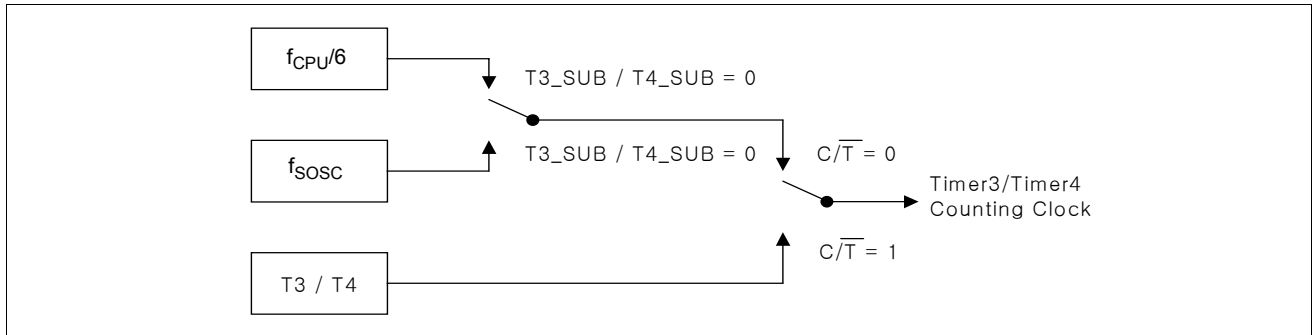 fCPU/6
T3_SUB / T4_SUB = 0
fSOSC
T3_SUB / T4_SUB = 0
C/T̅ = 0
Timer3/Timer4
Counting Clock
C/T̅ = 1
T3 / T4